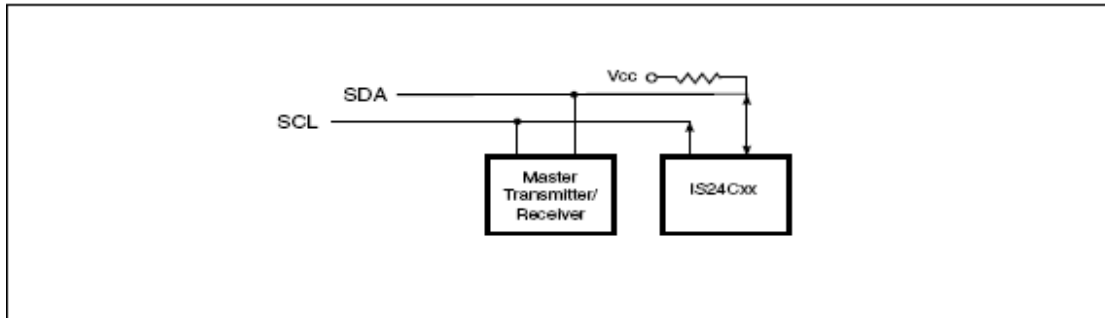 Vcc
SDA
SCL
Master
Transmitter/
Receiver
IS24Cxx